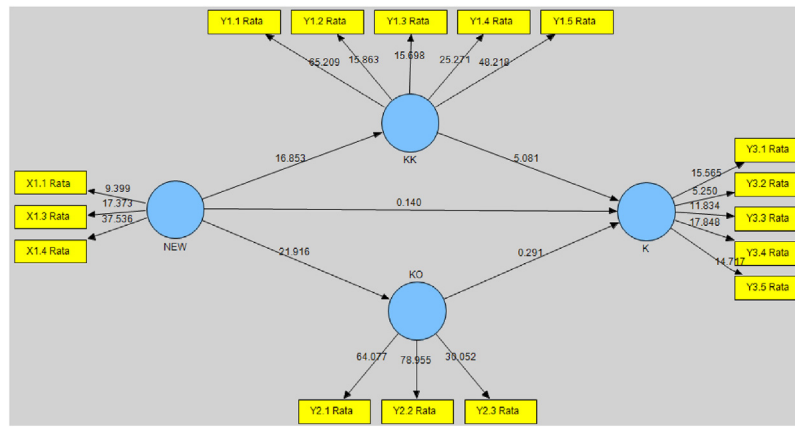 Y1.1 Rata Y1.2 Rata Y1.3 Rata Y1.4 Rata Y1.5 Rata
65.209 15.863 15.698 25.271 48.218
KK
16.853 5.081
Y3.1 Rata
15.565
Y3.2 Rata
5.250
X1.1 Rata
9.399
X1.3 Rata
17.373
X1.4 Rata
37.536
NEW
0.140
Y3.3 Rata
11.834
K
Y3.4 Rata
17.848
Y3.5 Rata
14.717
21.916 0.291
KO
64.077 78.955 30.052
Y2.1 Rata Y2.2 Rata Y2.3 Rata